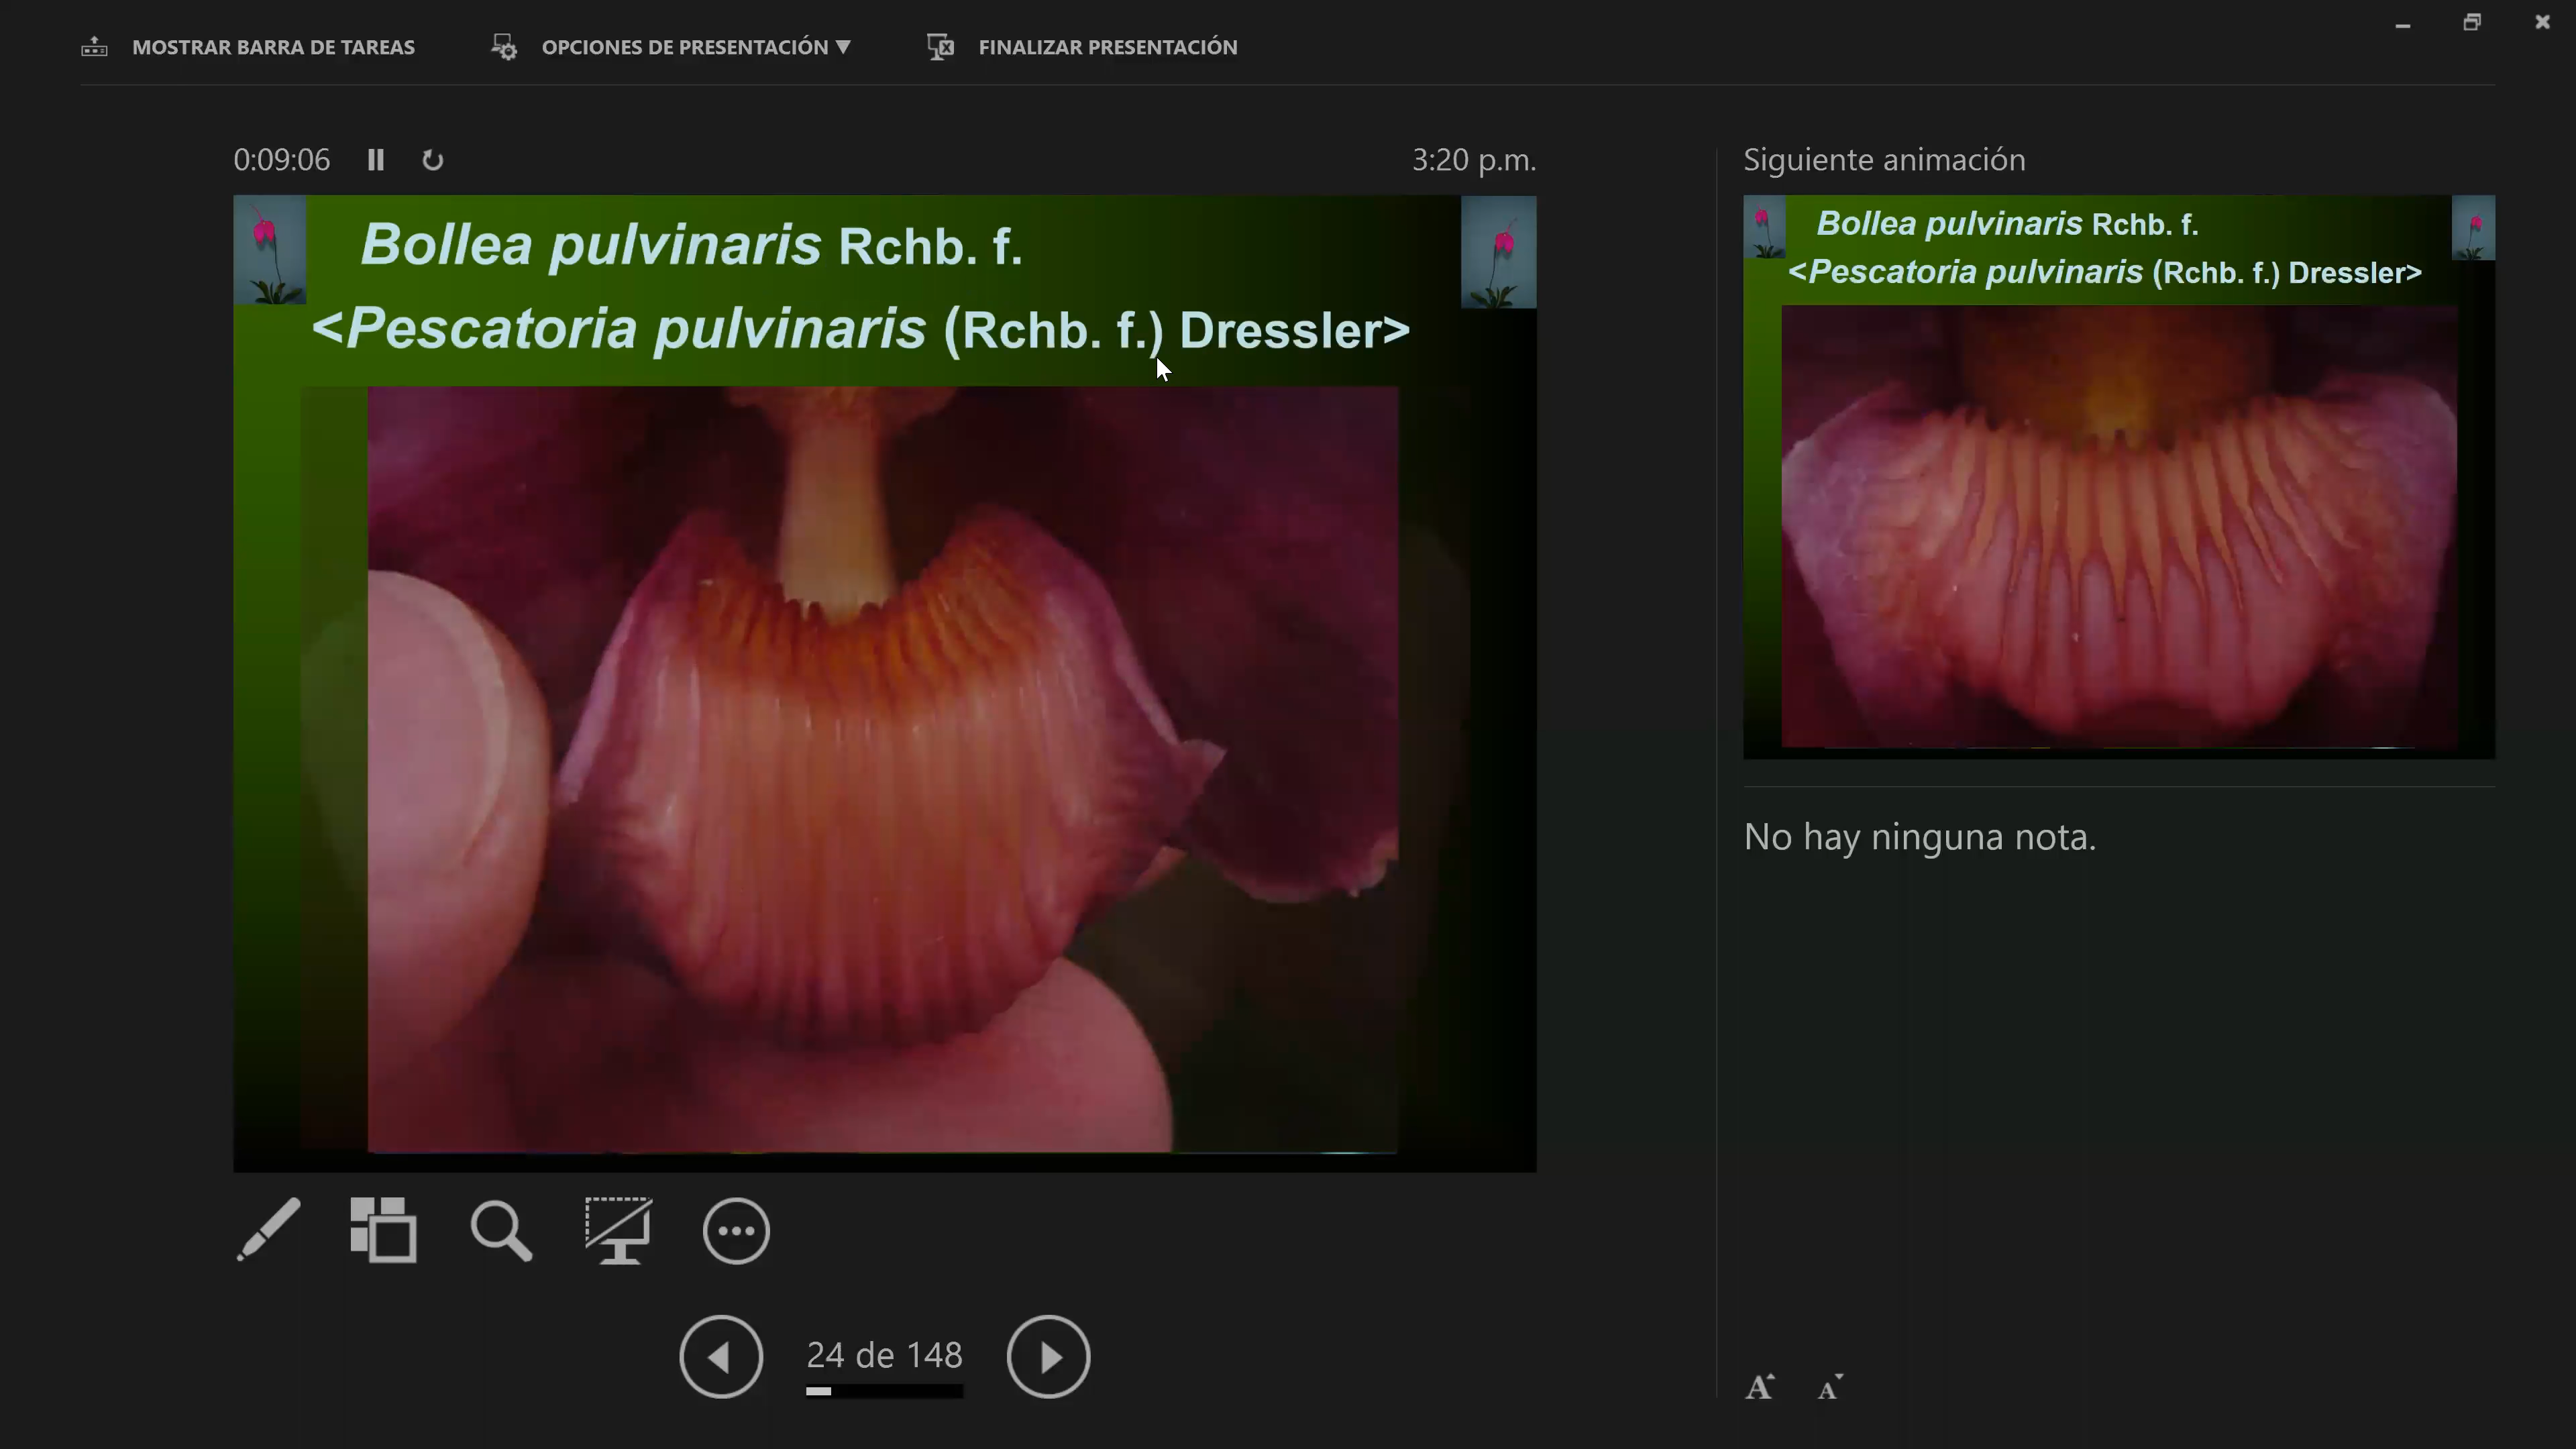 MOSTRAR BARRA DE TAREAS
OPCIONES DE PRESENTACIÓN ▼
FINALIZAR PRESENTACIÓN
0:09:06
3:20 p.m.
Bollea pulvinaris Rchb. f.
<Pescatoria pulvinaris (Rchb. f.) Dressler>
24 de 148
Siguiente animación
Bollea pulvinaris Rchb. f.
<Pescatoria pulvinaris (Rchb. f.) Dressler>
No hay ninguna nota.
A A